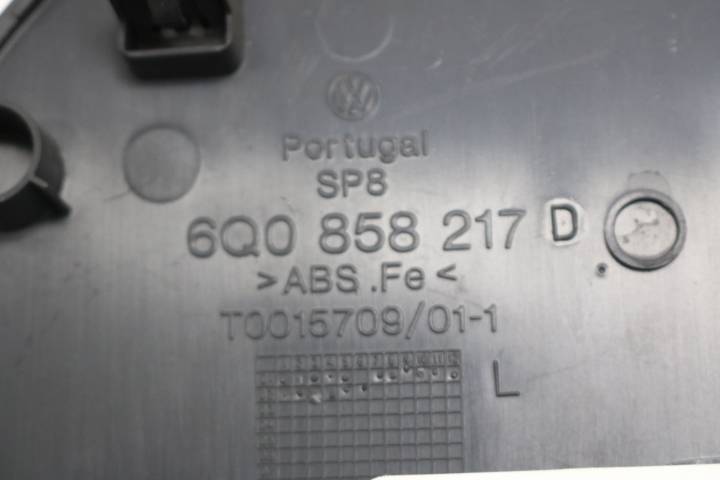 Portugal
SP8
6Q0 858 217 D
>ABS.Fe<
T0015709/01-1
L